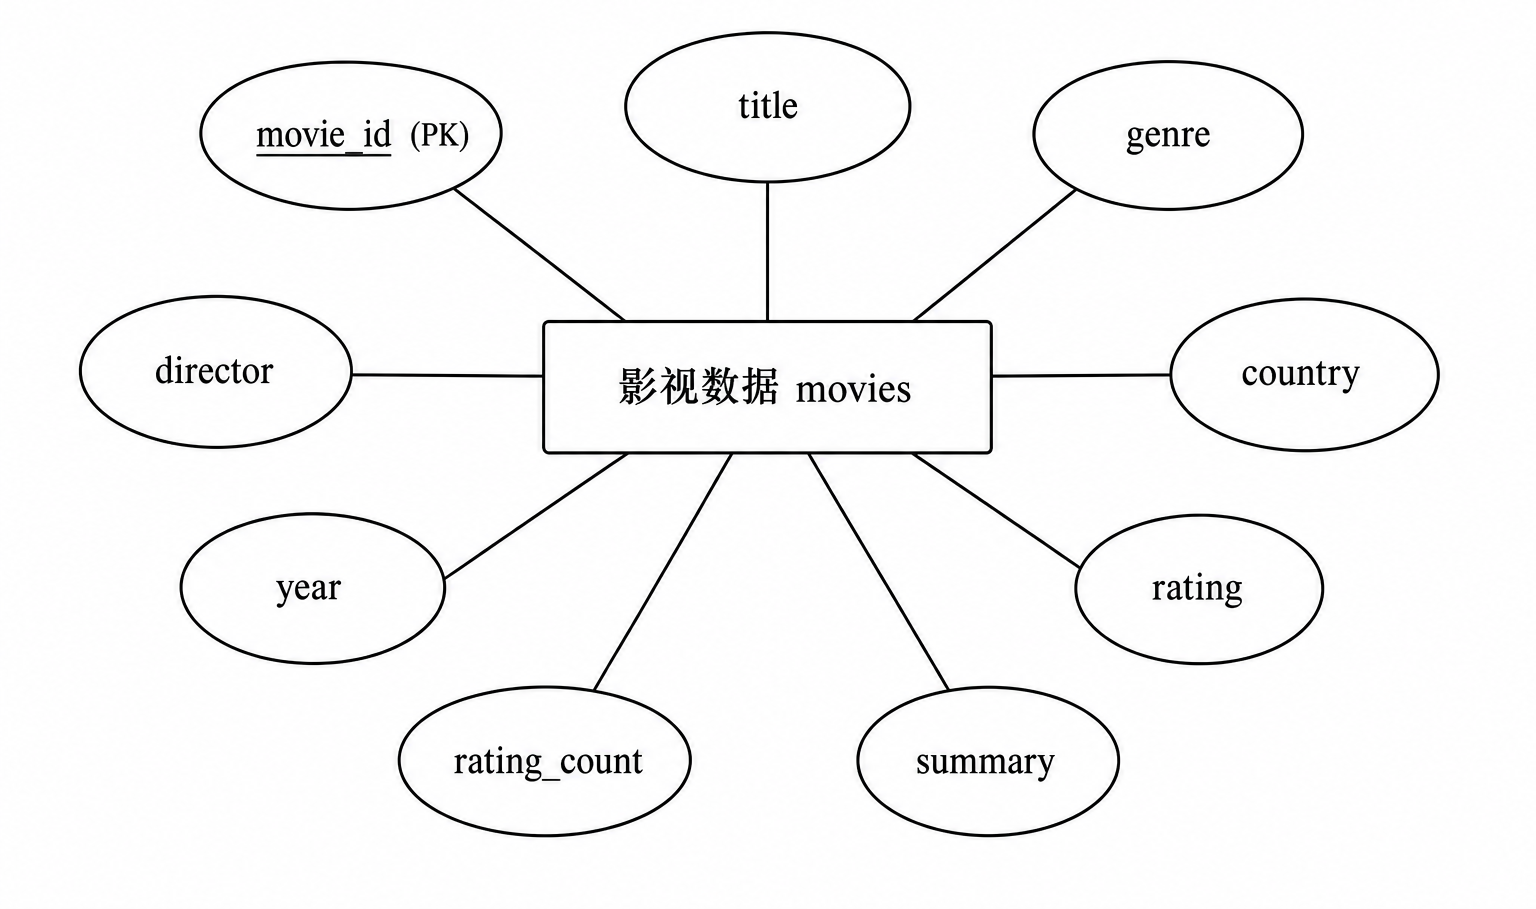 title
movie_id (PK)
genre
director
影视数据 movies
country
year
rating
rating_count
summary